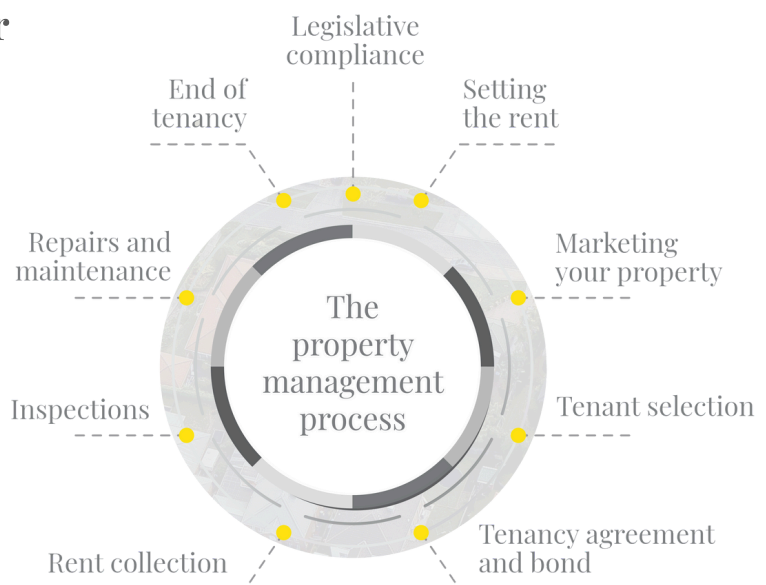 r
Legislative
compliance
End of
tenancy
Setting
the rent
Repairs and
maintenance
Marketing
your property
The
property
management
process
Inspections
Tenant selection
Rent collection
Tenancy agreement
and bond